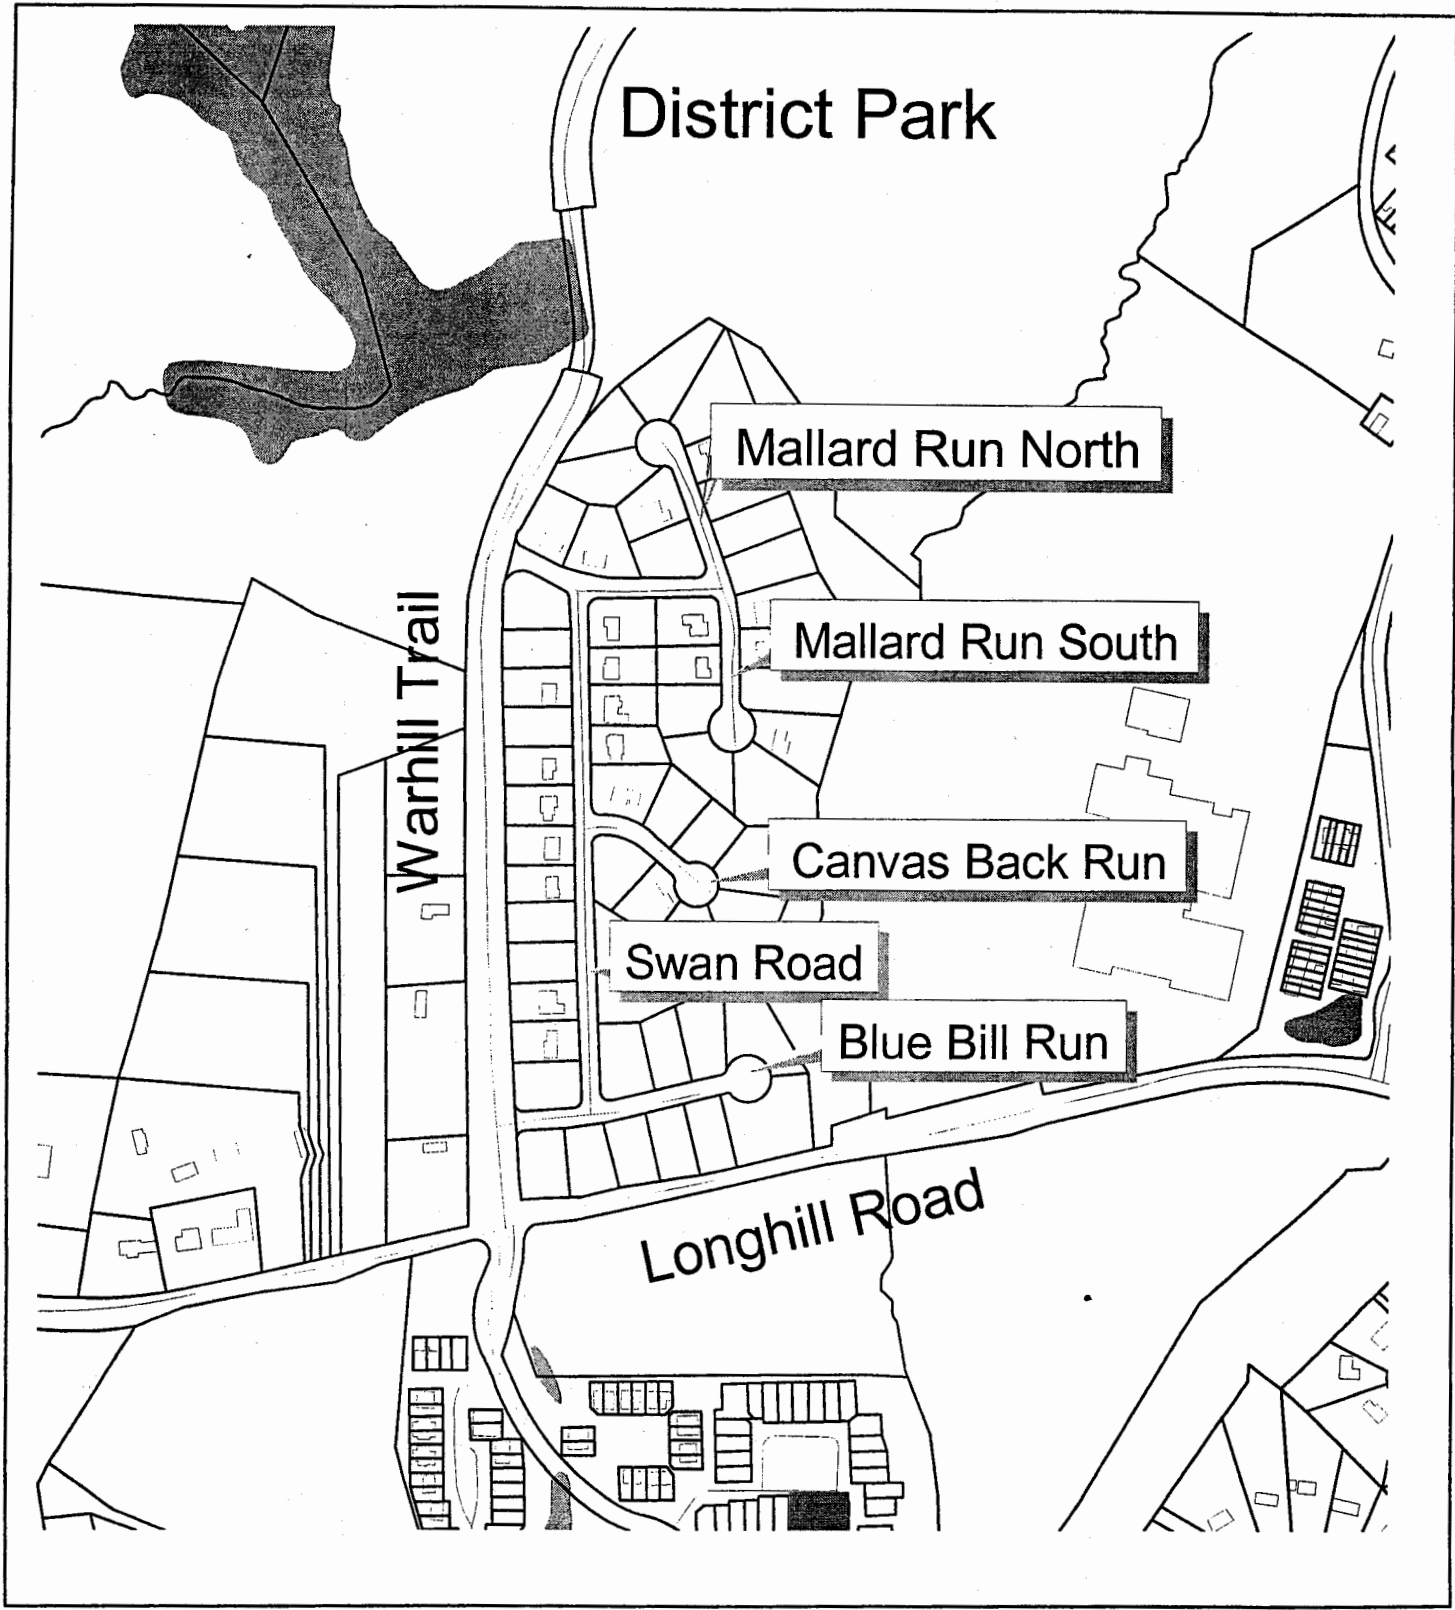 District Park
Mallard Run North
Mallard Run South
Warhill Trail
Canvas Back Run
Swan Road
Blue Bill Run
Longhill Road